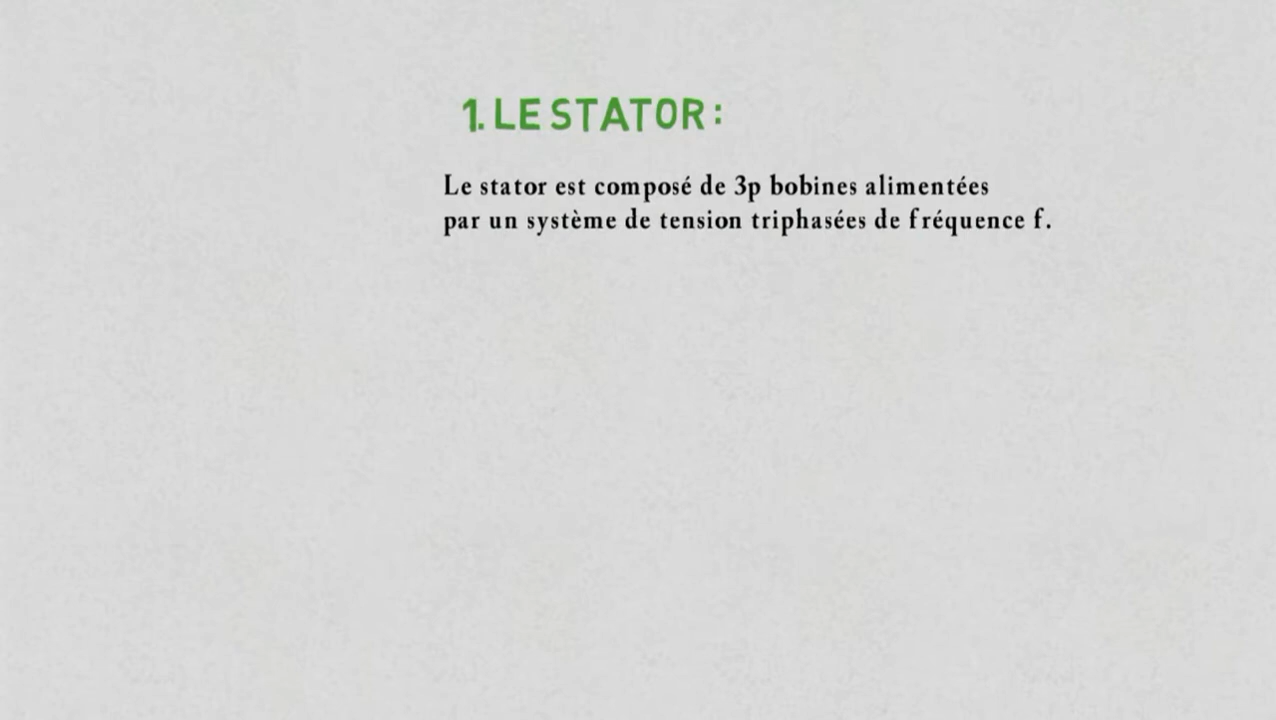 1. LE STATOR :
Le stator est composé de 3p bobines alimentées
par un système de tension triphasées de fréquence f.